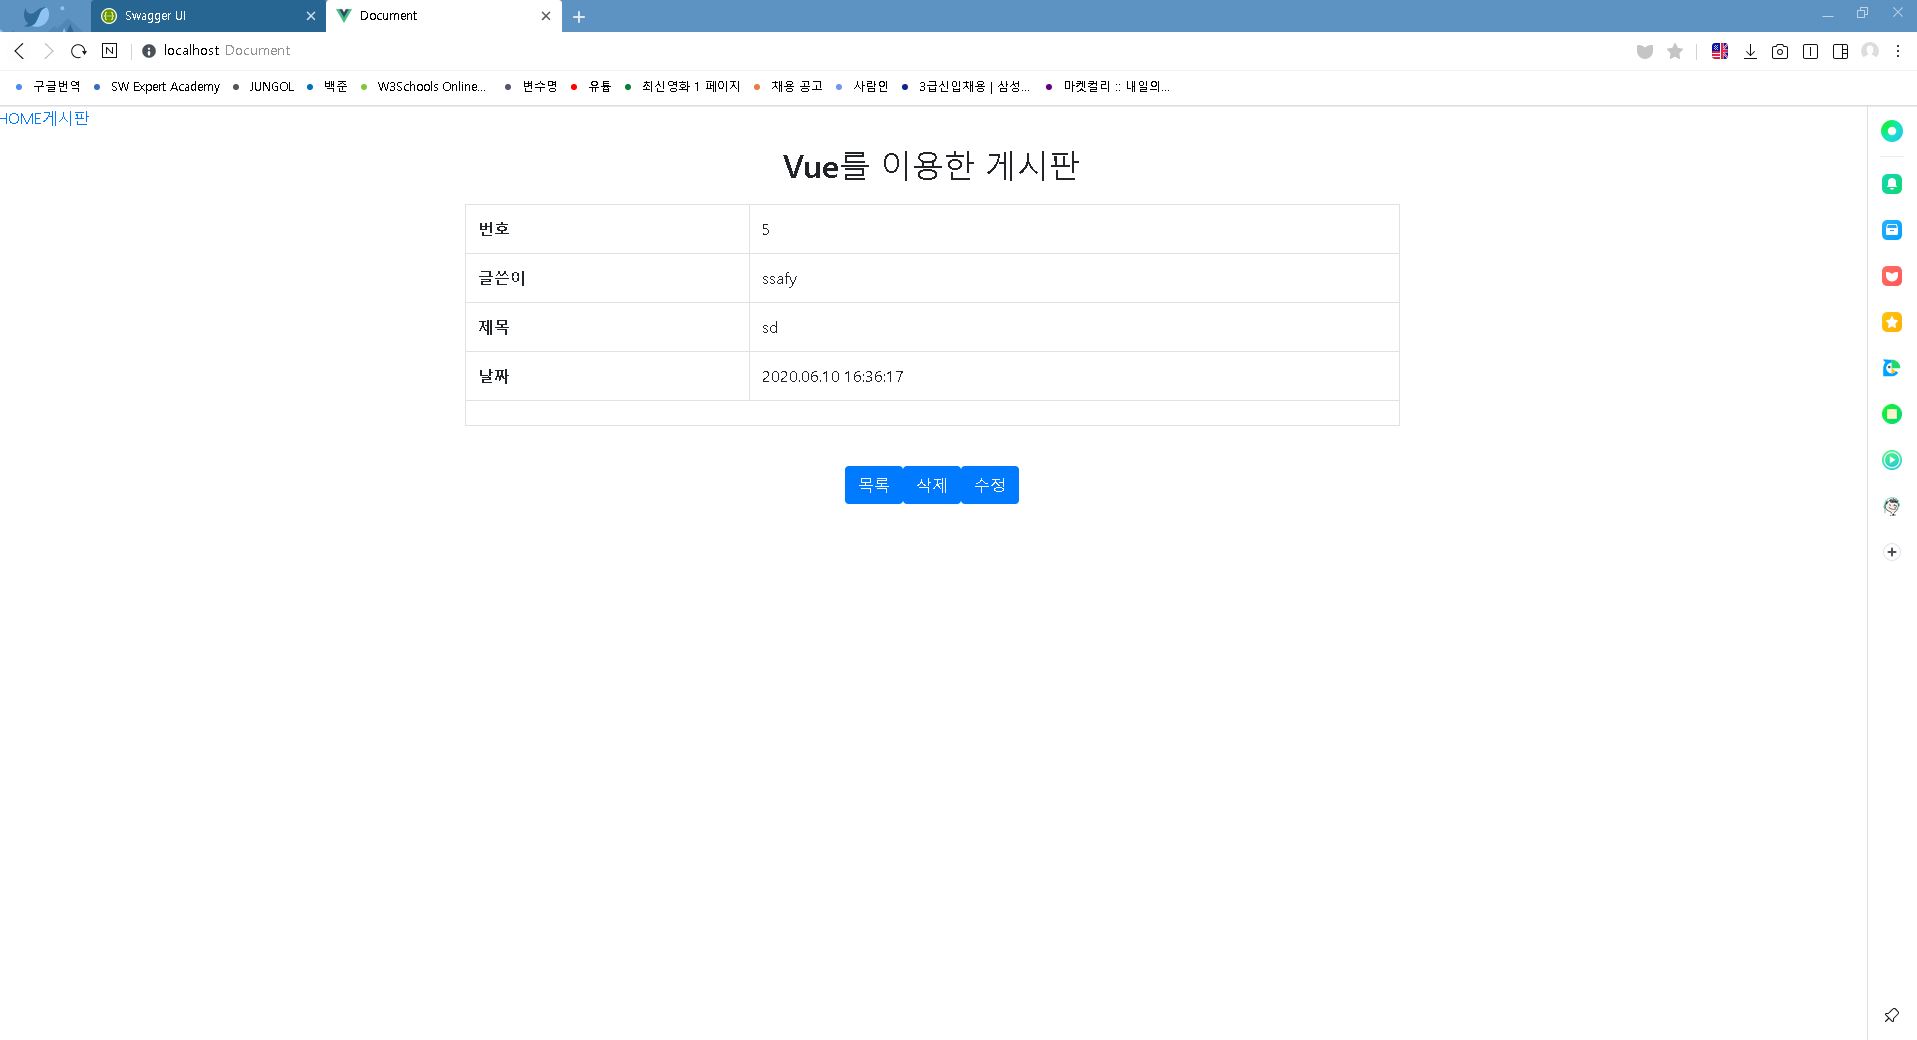 Swagger UI
Document
N
localhost Document
구글번역 SW Expert Academy JUNGOL 백준 W3Schools Online... 변수명 유튭 최신영화 1 페이지 채용 공고 사람인 3급신입채용 | 삼성... 마켓컬리 :: 내일의...
HOME게시판
Vue를 이용한 게시판
번호 5
글쓴이 ssafy
제목 sd
날짜 2020.06.10 16:36:17
목록 삭제 수정